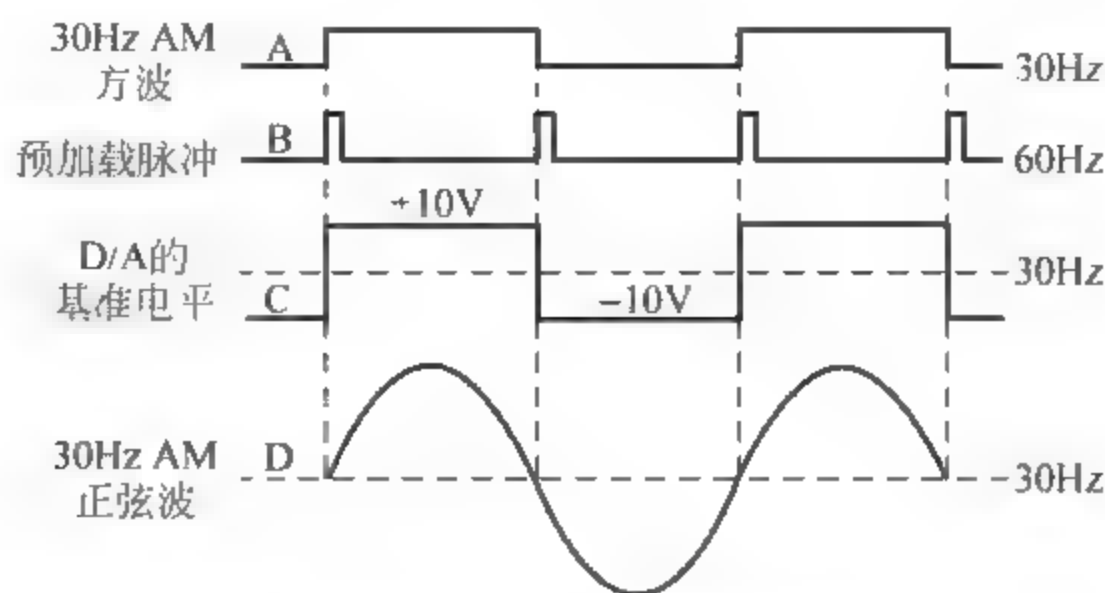 30Hz AM
方波
A
30Hz
预加载脉冲
B
60Hz
+10V
D/A的
基准电平
C
−10V
30Hz
30Hz AM
正弦波
D
30Hz